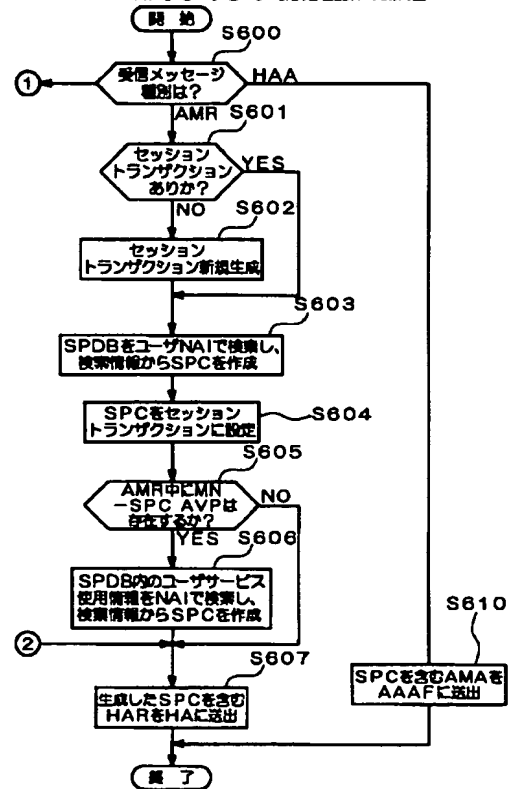 開 始
S600
①
受信メッセージ
種別は?
HAA
AMR
S601
セッション
トランザクション
ありか?
YES
NO
S602
セッション
トランザクション新規生成
S603
SPDBをユーザNAIで検索し、
検索情報からSPCを作成
S604
SPCをセッション
トランザクションに設定
S605
AMR中にMN
-SPC AVPは
存在するか?
NO
YES
S606
SPDB内のユーザサービス
使用情報をNAIで検索し、
検索情報からSPCを作成
②
S607
生成したSPCを含む
HARをHAに送出
S610
SPCを含むAMAを
AAAFに送出
終 了